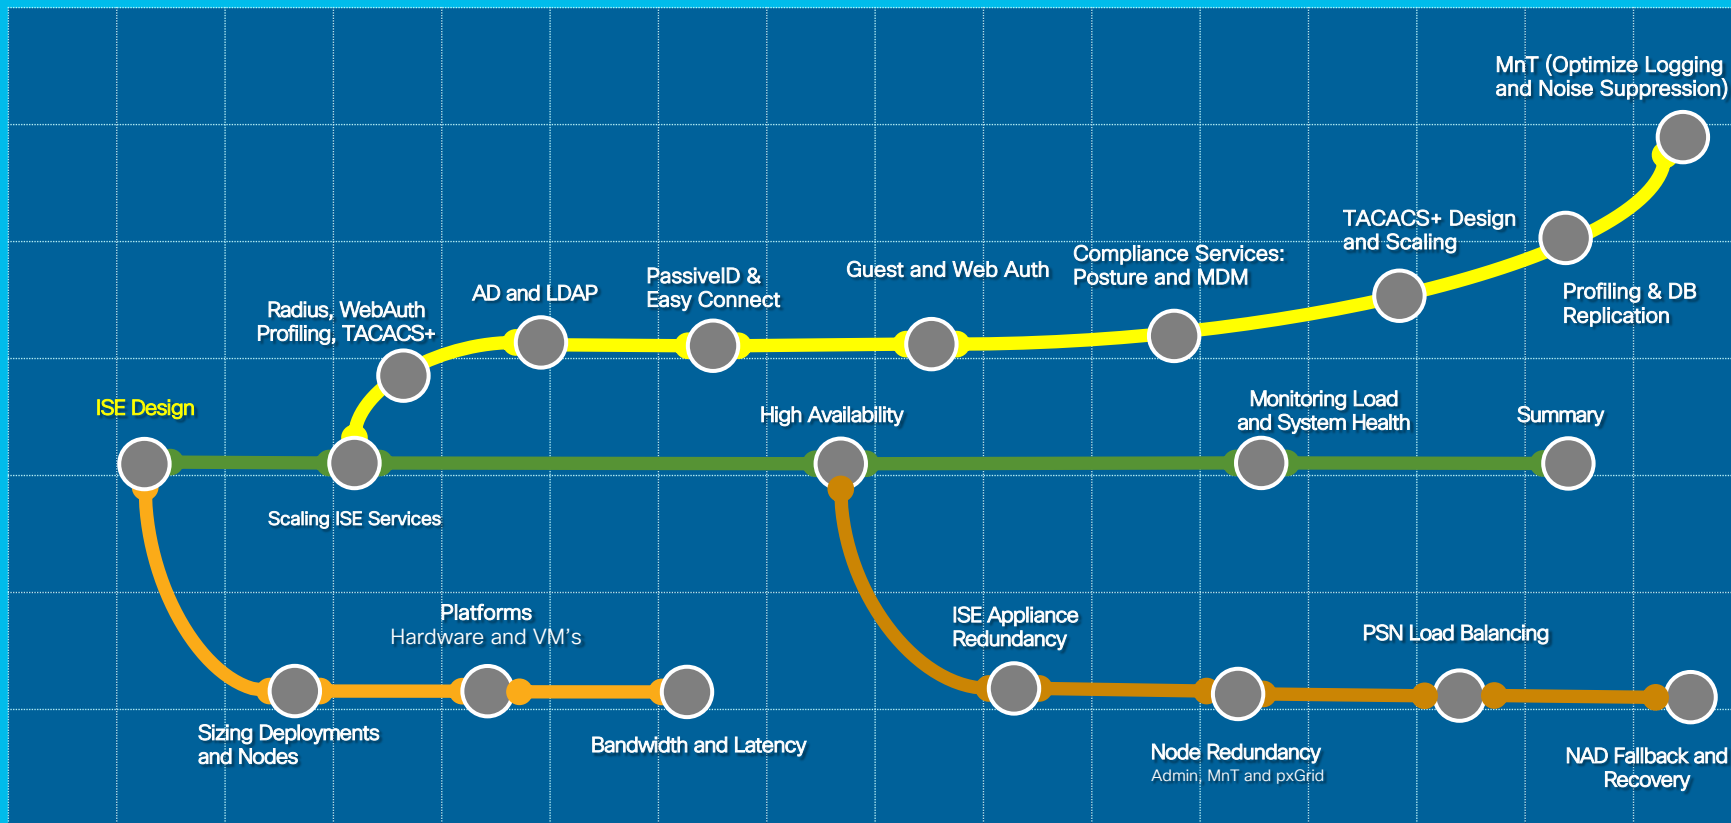 MnT (Optimize Logging
and Noise Suppression)
TACACS+ Design
and Scaling
Compliance Services:
Posture and MDM
Guest and Web Auth
PassiveID &
Easy Connect
AD and LDAP
Radius, WebAuth
Profiling, TACACS+
Profiling & DB
Replication
ISE Design
High Availability
Monitoring Load
and System Health
Summary
Scaling ISE Services
Platforms
Hardware and VM's
ISE Appliance
Redundancy
PSN Load Balancing
Sizing Deployments
and Nodes
Bandwidth and Latency
Node Redundancy
Admin, MnT and pxGrid
NAD Fallback and
Recovery